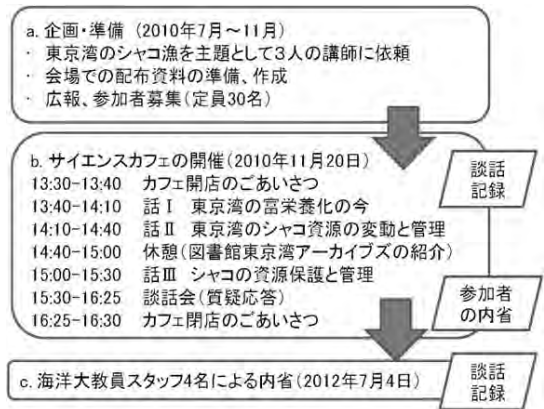 a. 企画・準備 (2010年7月～11月)
・ 東京湾のシャコ漁を主題として3人の講師に依頼
・ 会場での配布資料の準備、作成
・ 広報、参加者募集(定員30名)
b. サイエンスカフェの開催(2010年11月20日)
13:30-13:40 カフェ開店のごあいさつ
13:40-14:10 話Ⅰ 東京湾の富栄養化の今
14:10-14:40 話Ⅱ 東京湾のシャコ資源の変動と管理
14:40-15:00 休憩(図書館東京湾アーカイブズの紹介)
15:00-15:30 話Ⅲ シャコの資源保護と管理
15:30-16:25 談話会(質疑応答)
16:25-16:30 カフェ閉店のごあいさつ
談話
記録
参加者
の内省
c. 海洋大教員スタッフ4名による内省(2012年7月4日)
談話
記録